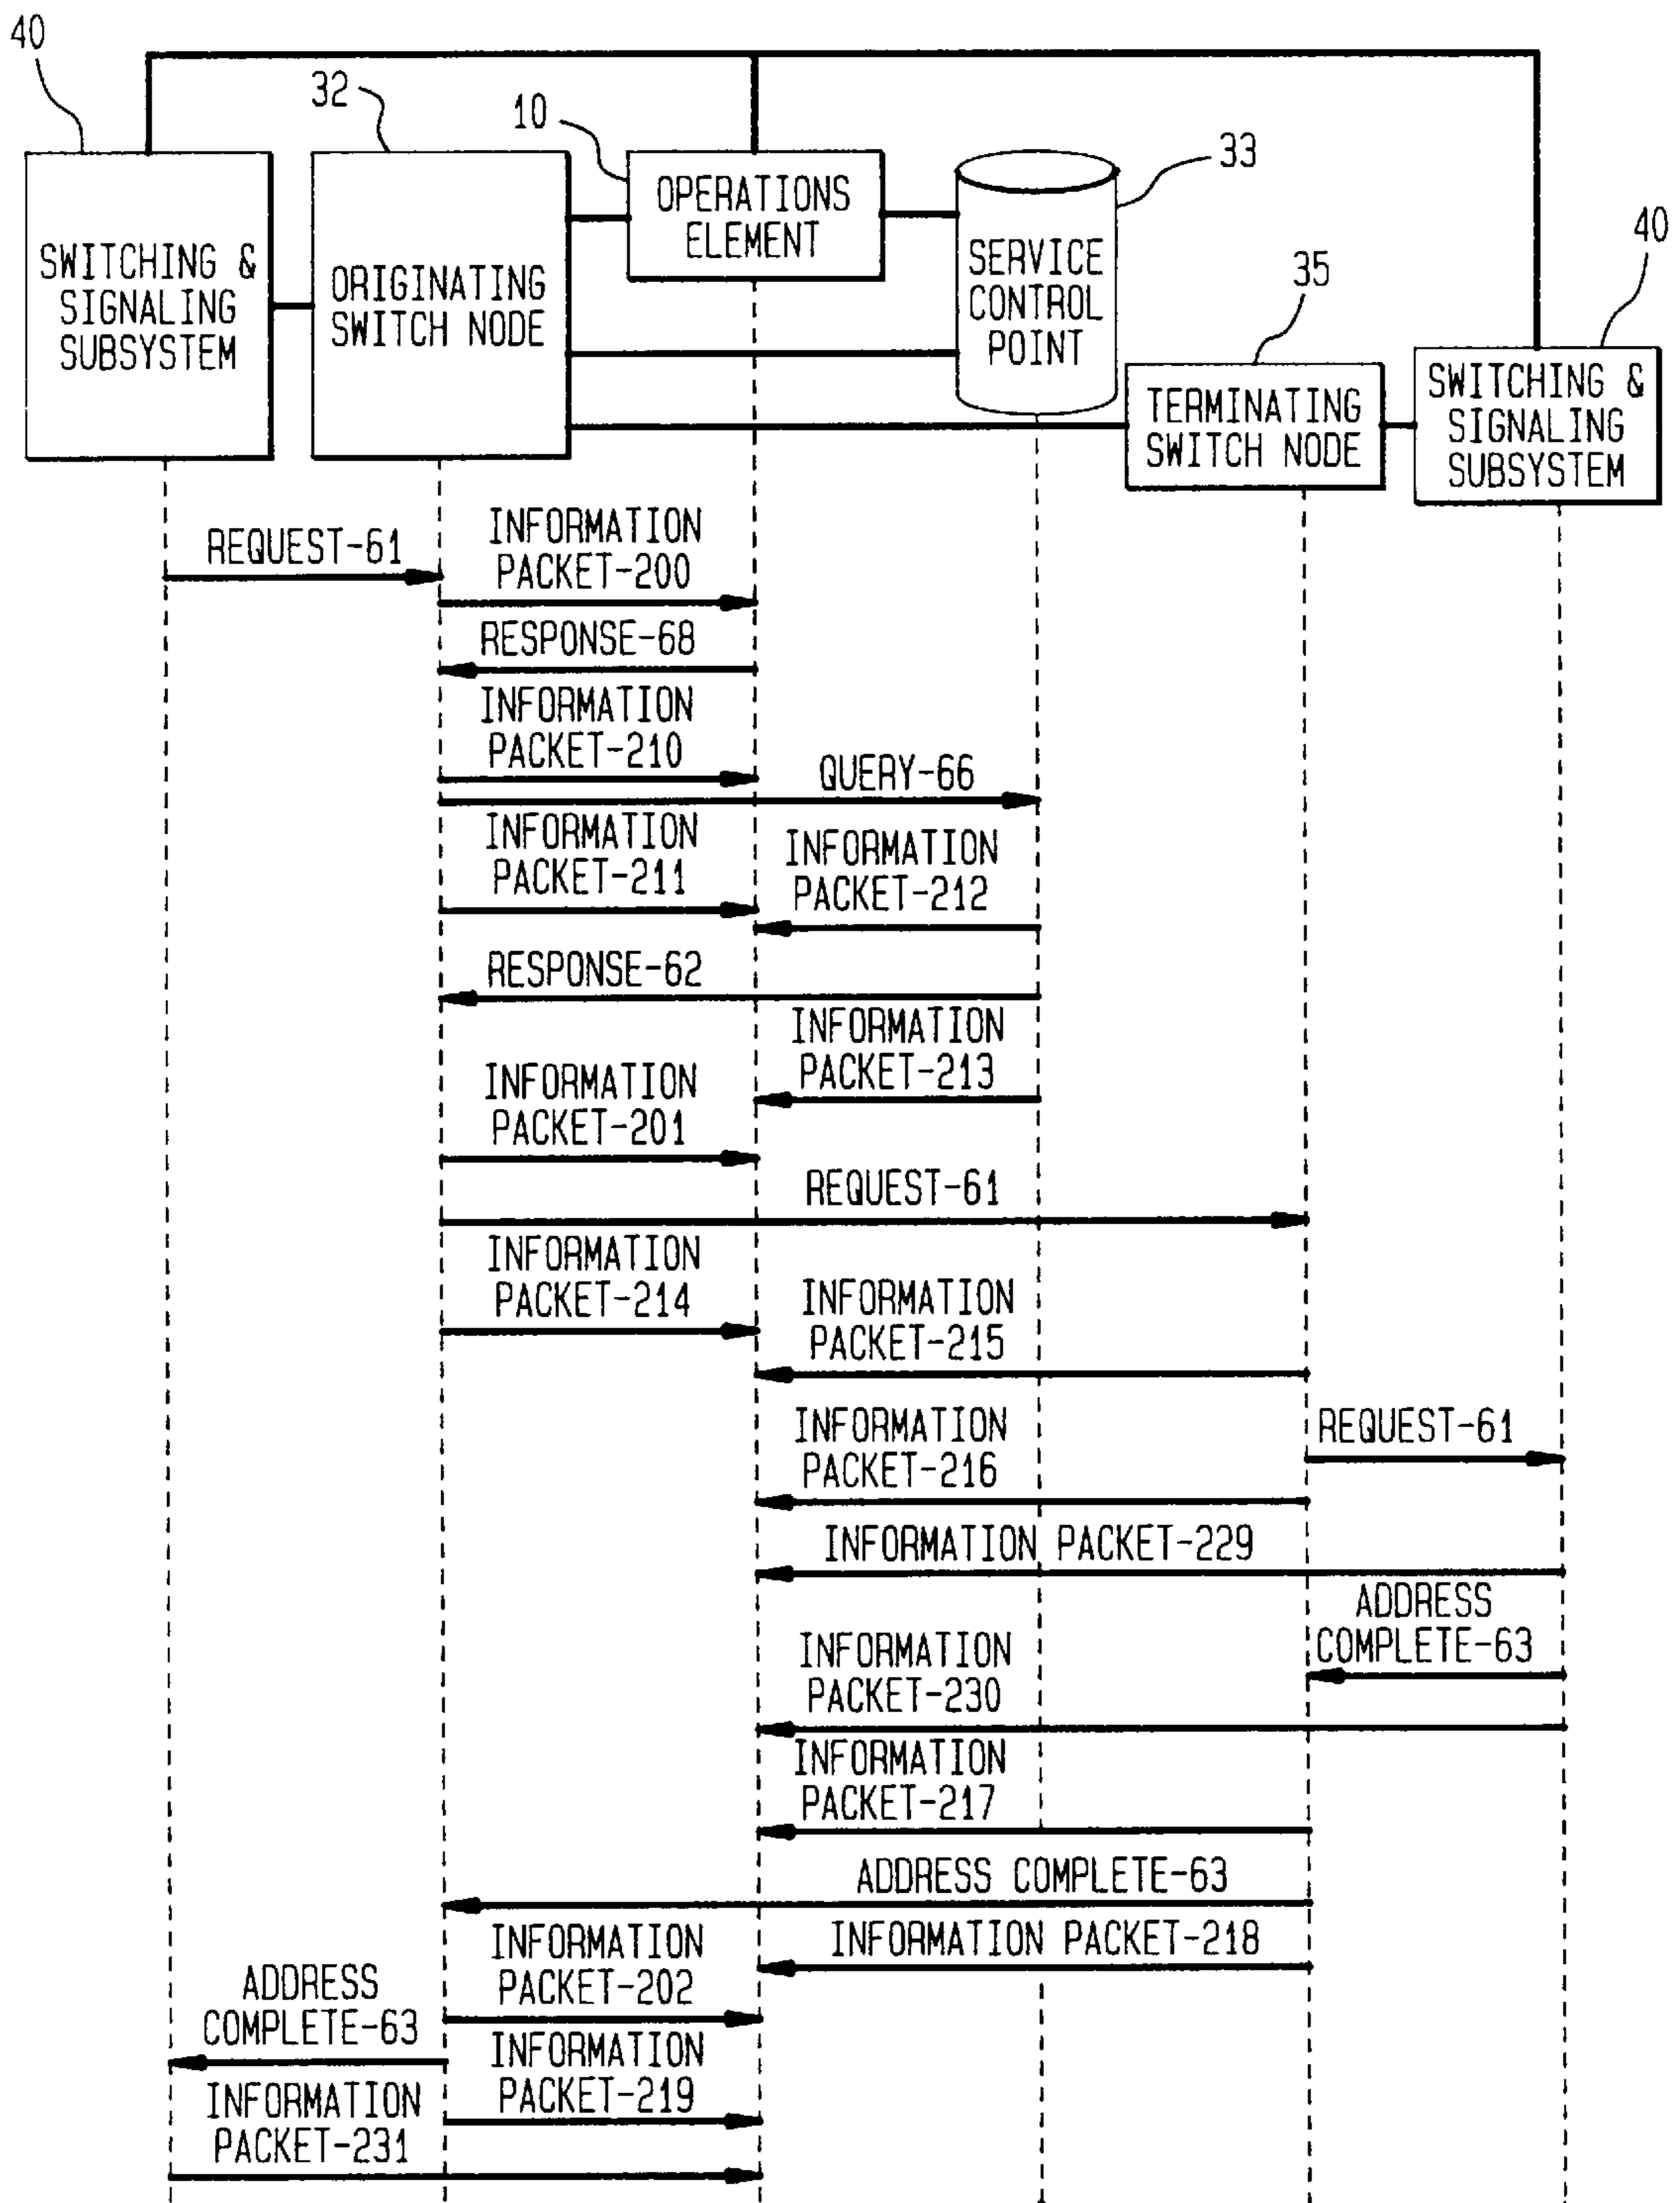 40
32
10
33
40
35
SWITCHING &
SIGNALING
SUBSYSTEM
ORIGINATING
SWITCH NODE
OPERATIONS
ELEMENT
SERVICE
CONTROL
POINT
TERMINATING
SWITCH NODE
SWITCHING &
SIGNALING
SUBSYSTEM
REQUEST-61
INFORMATION
PACKET-200
RESPONSE-68
INFORMATION
PACKET-210
QUERY-66
INFORMATION
PACKET-211
INFORMATION
PACKET-212
RESPONSE-62
INFORMATION
PACKET-213
INFORMATION
PACKET-201
REQUEST-61
INFORMATION
PACKET-214
INFORMATION
PACKET-215
REQUEST-61
INFORMATION
PACKET-216
INFORMATION PACKET-229
ADDRESS
COMPLETE-63
INFORMATION
PACKET-230
INFORMATION
PACKET-217
ADDRESS COMPLETE-63
INFORMATION PACKET-218
INFORMATION
PACKET-202
ADDRESS
COMPLETE-63
INFORMATION
PACKET-219
INFORMATION
PACKET-231